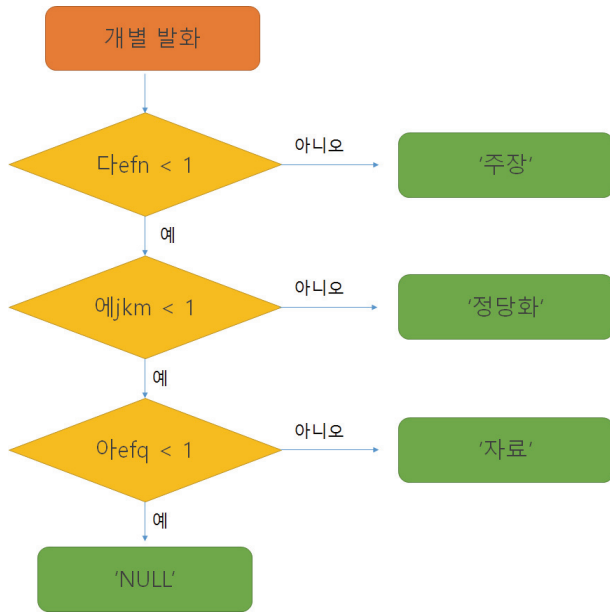 개별 발화
다efn < 1
아니오
'주장'
예
에jkm < 1
아니오
'정당화'
예
아efq < 1
아니오
'자료'
예
'NULL'